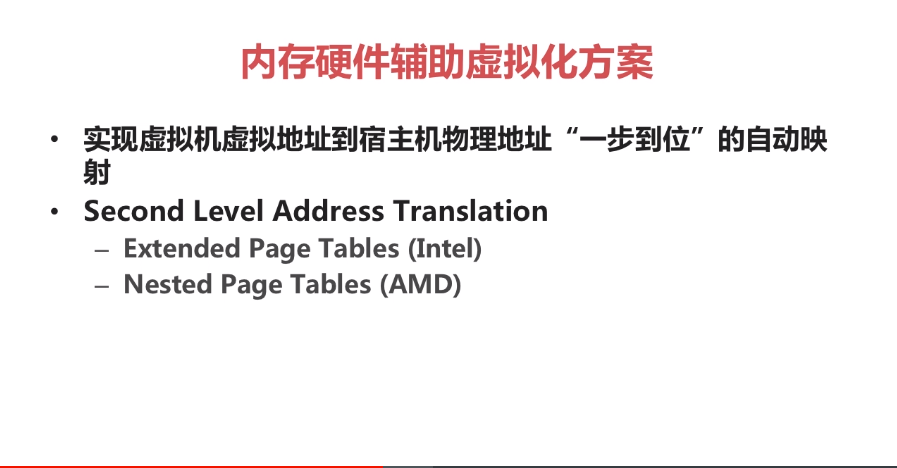 内存硬件辅助虚拟化方案
• 实现虚拟机虚拟地址到宿主机物理地址“一步到位”的自动映
射
• Second Level Address Translation
– Extended Page Tables (Intel)
– Nested Page Tables (AMD)